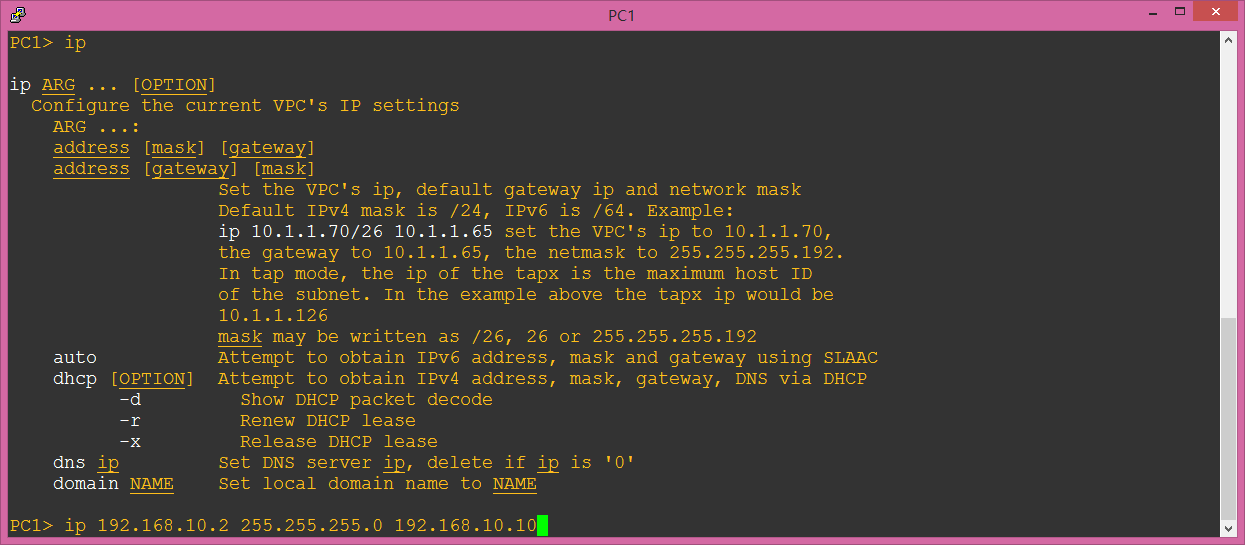 PC1
PC1> ip
ip ARG ... [OPTION]
Configure the current VPC's IP settings
ARG ...:
address [mask] [gateway]
address [gateway] [mask]
Set the VPC's ip, default gateway ip and network mask
Default IPv4 mask is /24, IPv6 is /64. Example:
ip 10.1.1.70/26 10.1.1.65 set the VPC's ip to 10.1.1.70,
the gateway to 10.1.1.65, the netmask to 255.255.255.192.
In tap mode, the ip of the tapx is the maximum host ID
of the subnet. In the example above the tapx ip would be
10.1.1.126
mask may be written as /26, 26 or 255.255.255.192
auto Attempt to obtain IPv6 address, mask and gateway using SLAAC
dhcp [OPTION] Attempt to obtain IPv4 address, mask, gateway, DNS via DHCP
-d Show DHCP packet decode
-r Renew DHCP lease
-x Release DHCP lease
dns ip Set DNS server ip, delete if ip is '0'
domain NAME Set local domain name to NAME
PC1> ip 192.168.10.2 255.255.255.0 192.168.10.10